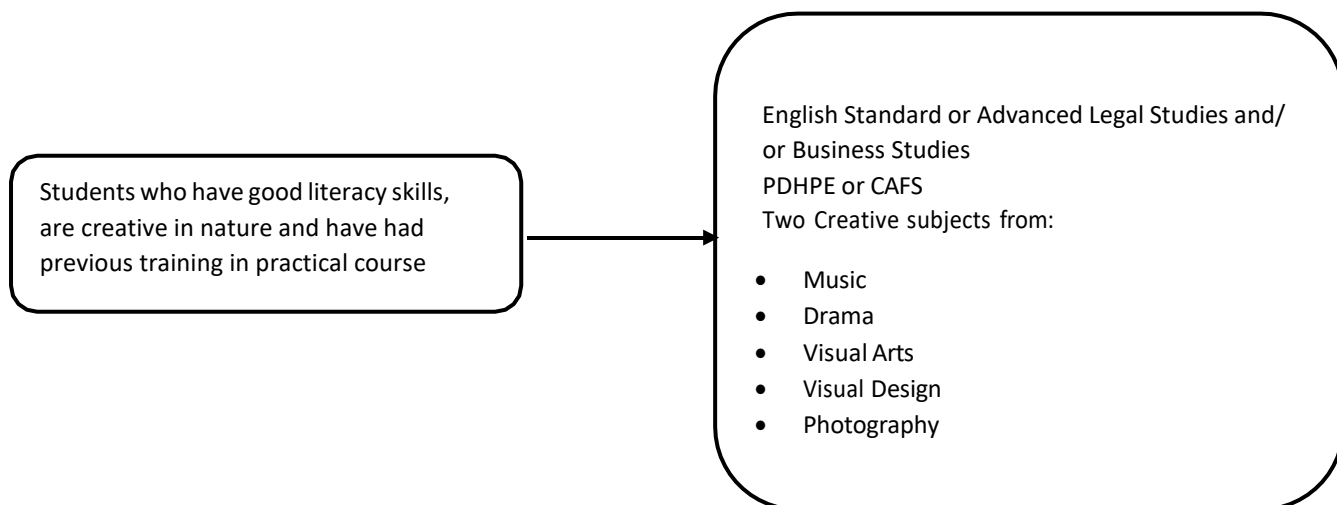 Students who have good literacy skills,
are creative in nature and have had
previous training in practical course
English Standard or Advanced Legal Studies and/
or Business Studies
PDHPE or CAFS
Two Creative subjects from:
• Music
• Drama
• Visual Arts
• Visual Design
• Photography